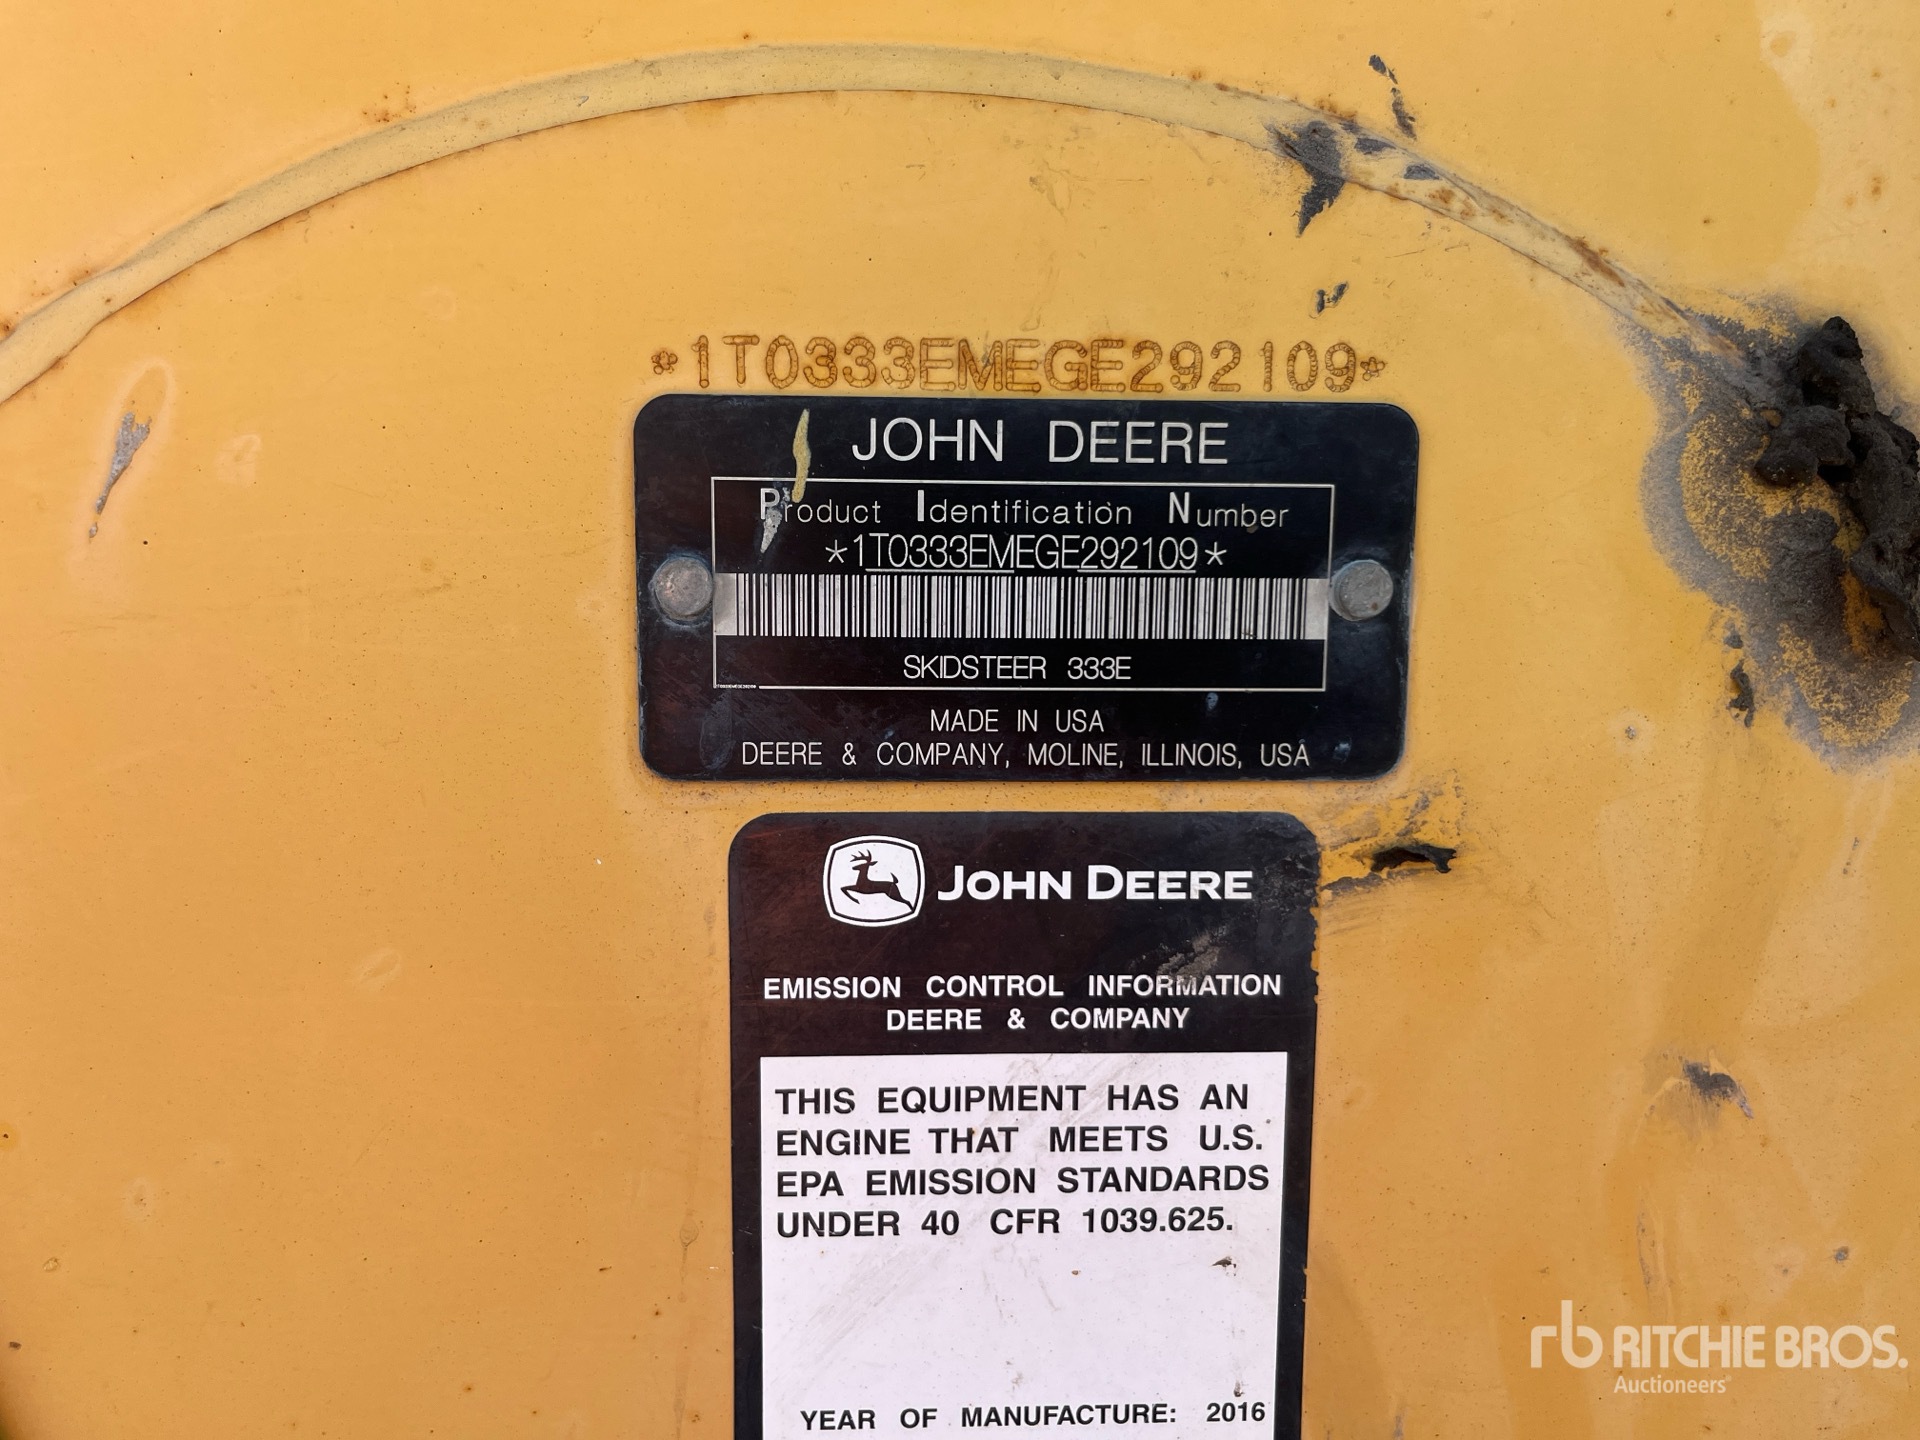 *1T0333EMEGE292109*
JOHN DEERE
Product Identification Number
*1T0333EMEGE292109*
SKIDSTEER 333E
MADE IN USA
DEERE & COMPANY, MOLINE, ILLINOIS, USA
JOHN DEERE
EMISSION CONTROL INFORMATION
DEERE & COMPANY
THIS EQUIPMENT HAS AN
ENGINE THAT MEETS U.S.
EPA EMISSION STANDARDS
UNDER 40 CFR 1039.625.
YEAR OF MANUFACTURE: 2016
rb RITCHIE BROS.
Auctioneers